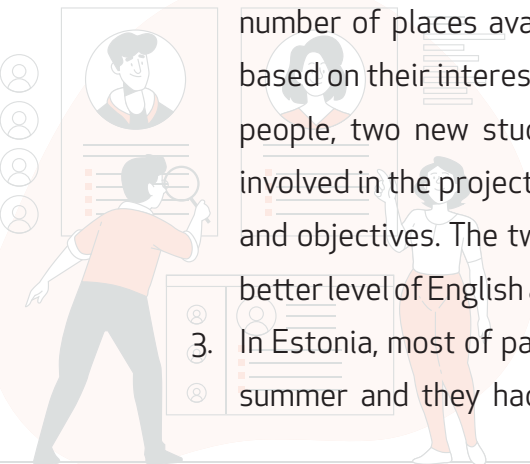 number of places ava
based on their interes
people, two new stud
involved in the project
and objectives. The tw
better level of English
3. In Estonia, most of pa
summer and they had